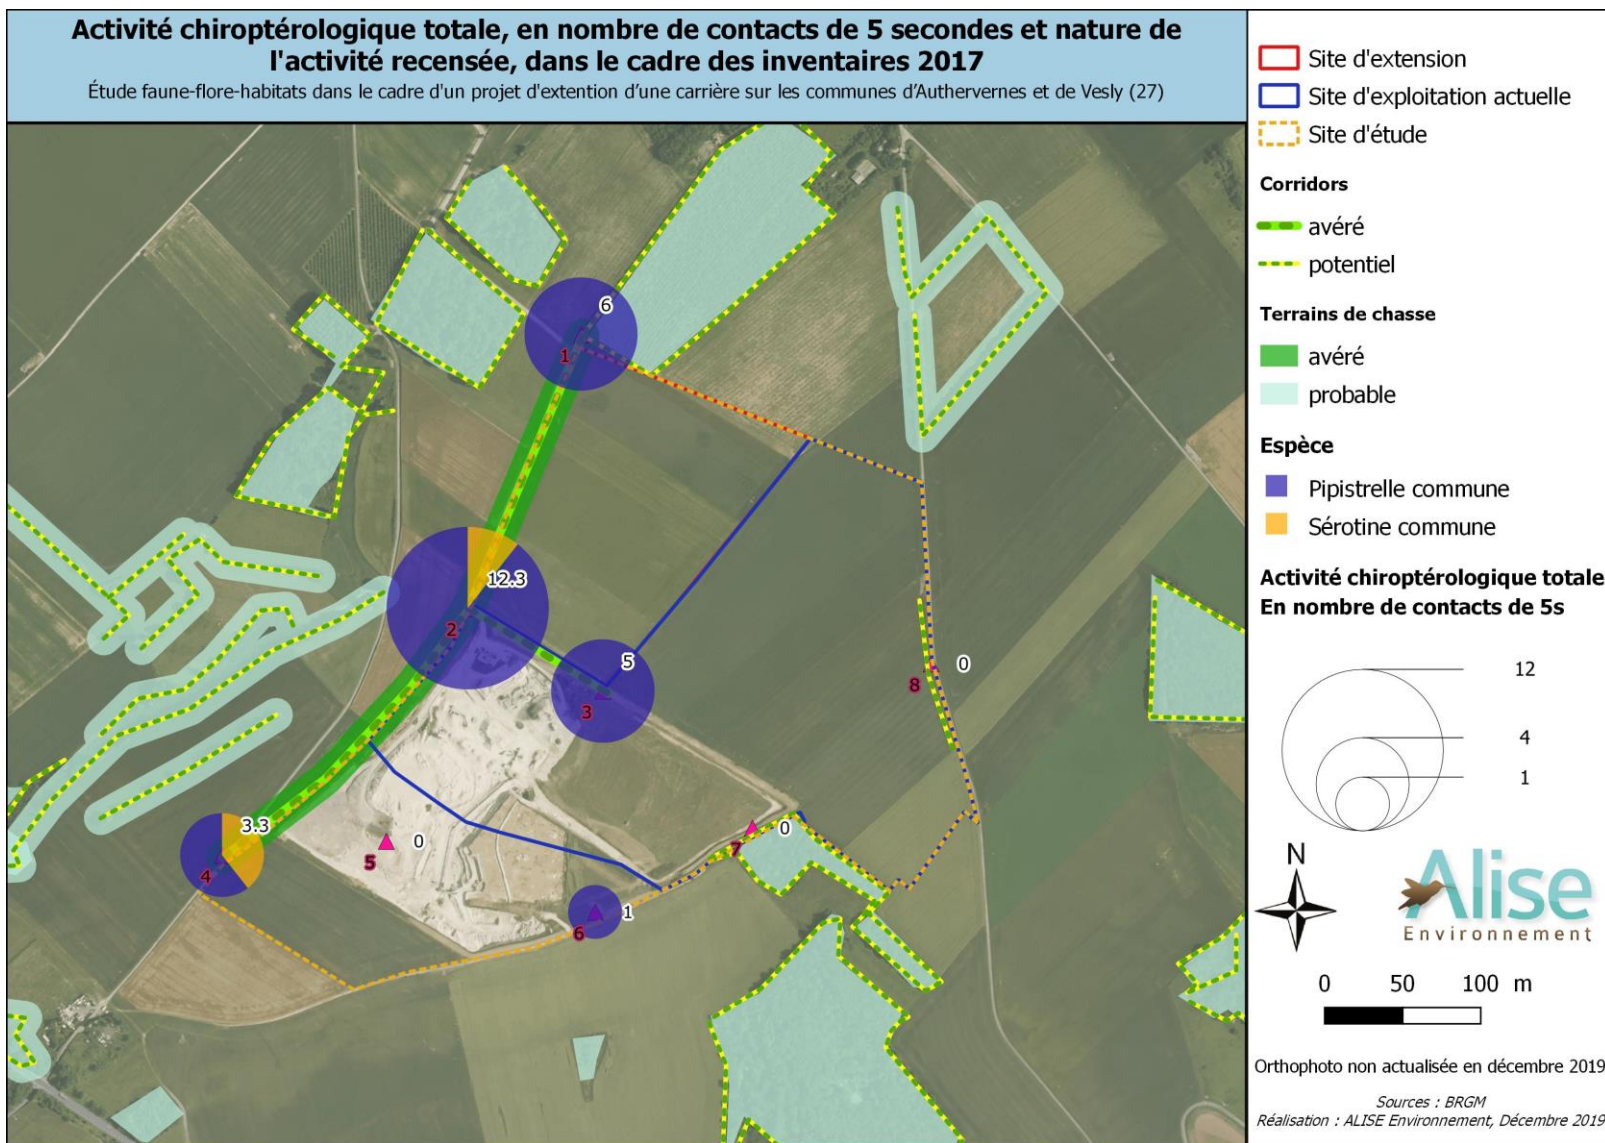 Activité chiroptérologique totale, en nombre de contacts de 5 secondes et nature de
l'activité recensée, dans le cadre des inventaires 2017
Étude faune-flore-habitats dans le cadre d'un projet d'extention d'une carrière sur les communes d'Authervernes et de Vesly (27)
6
1
12.3
2
5
3
0
8
3.3
4
0
5
0
7
1
6
Site d'extension
Site d'exploitation actuelle
Site d'étude
Corridors
avéré
potentiel
Terrains de chasse
avéré
probable
Espèce
Pipistrelle commune
Sérotine commune
Activité chiroptérologique totale
En nombre de contacts de 5s
12
4
1
N
Alise
Environnement
0 50 100 m
Orthophoto non actualisée en décembre 2019
Sources : BRGM
Réalisation : ALISE Environnement, Décembre 2019